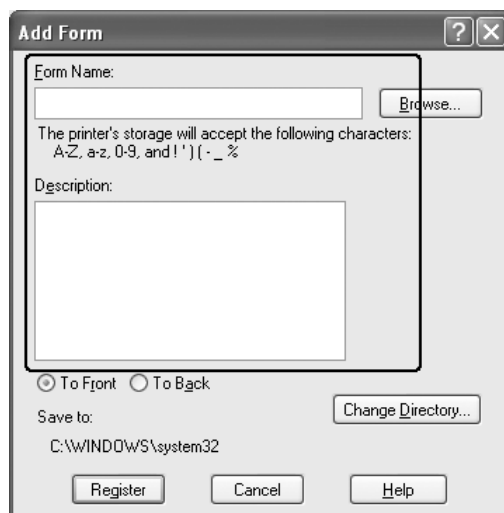 Add Form
Form Name:
Browse...
The printer's storage will accept the following characters:
A-Z, a-z, 0-9, and ! ' ) ( - _ %
Description:
To Front To Back
Save to:
Change Directory...
C:\WINDOWS\system32
Register Cancel Help